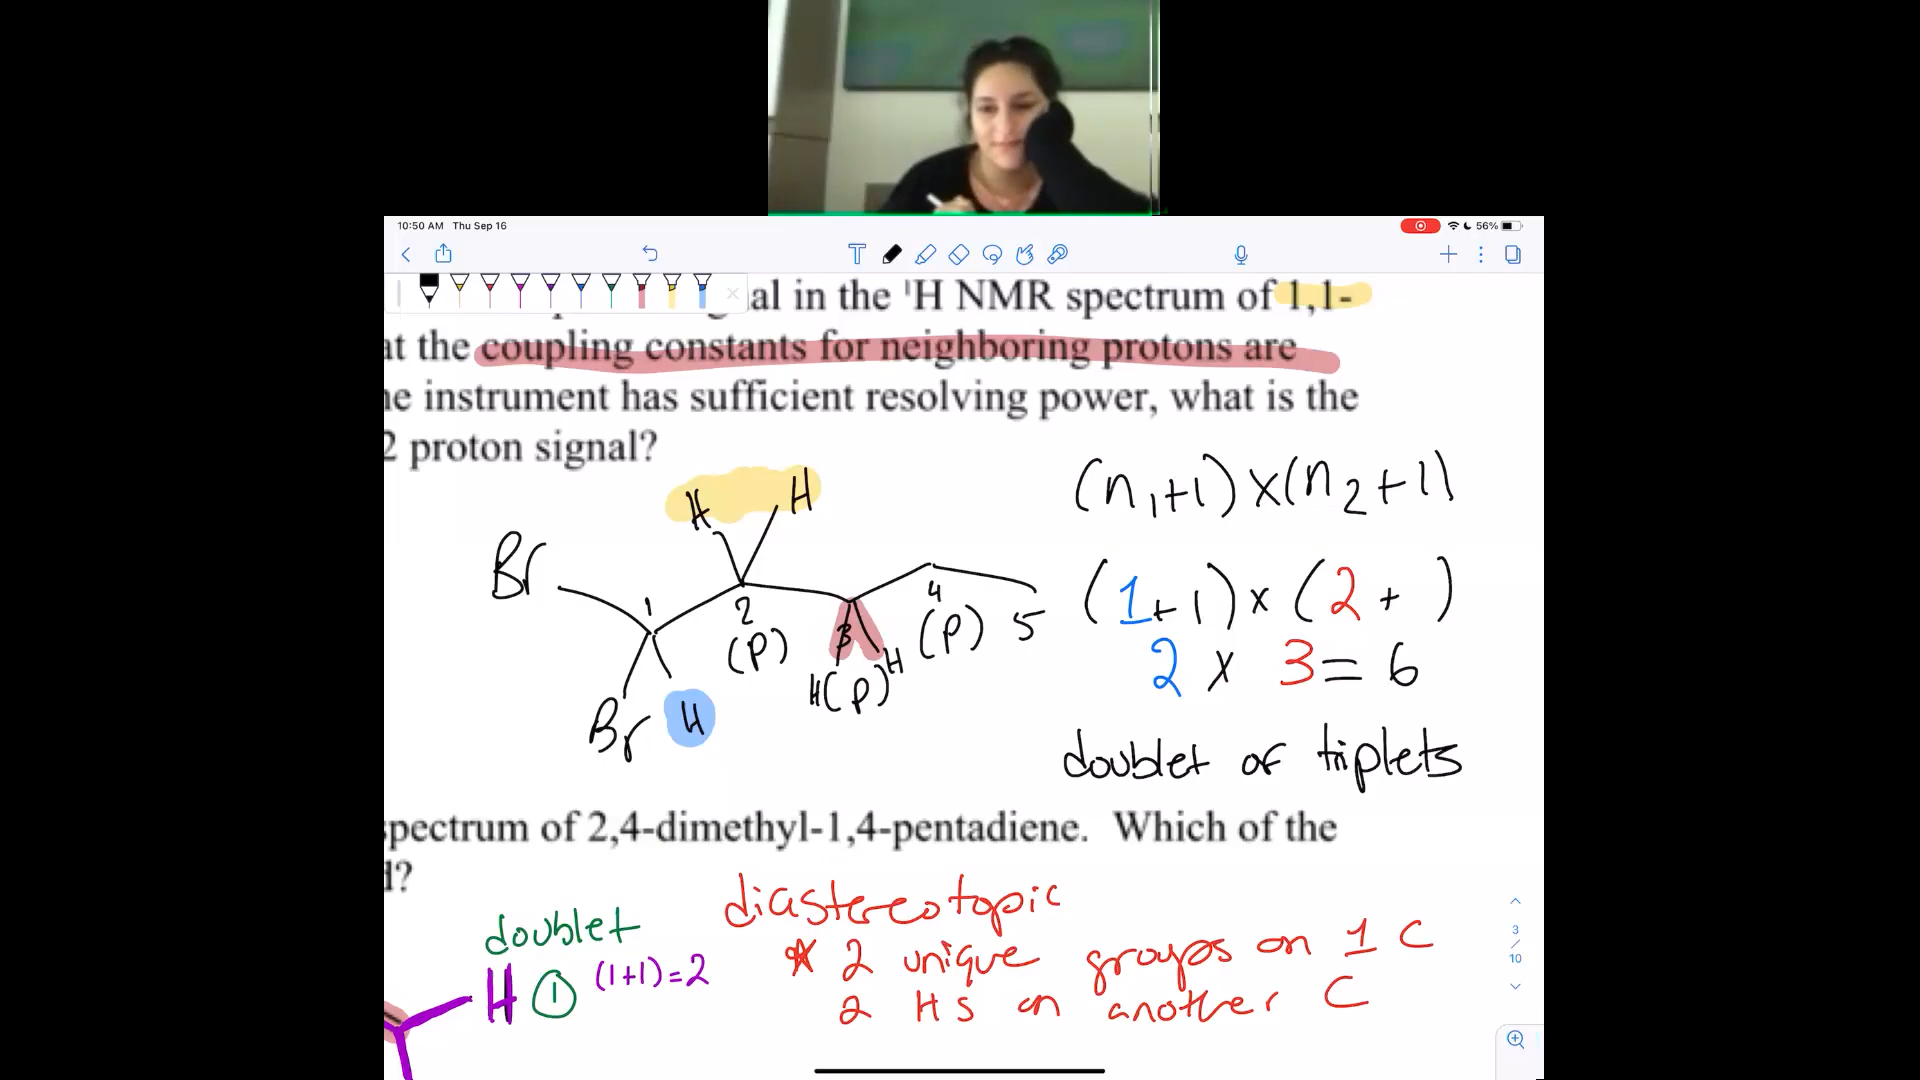 10:50 AM Thu Sep 16
56%
al in the ¹H NMR spectrum of 1,1-
at the coupling constants for neighboring protons are
he instrument has sufficient resolving power, what is the
2 proton signal?
(n₁+1)x(n₂+1)
H H
Br
1 2 3 4 5
(P) (P)
H(P) H
Br H
(1+1)x(2+ )
2 x 3 = 6
doublet of triplets
spectrum of 2,4-dimethyl-1,4-pentadiene. Which of the
d?
diastereotopic
doublet
* 2 unique groups on 1 C
H 1 (1+1)=2
2 Hs on another C
3
/
10